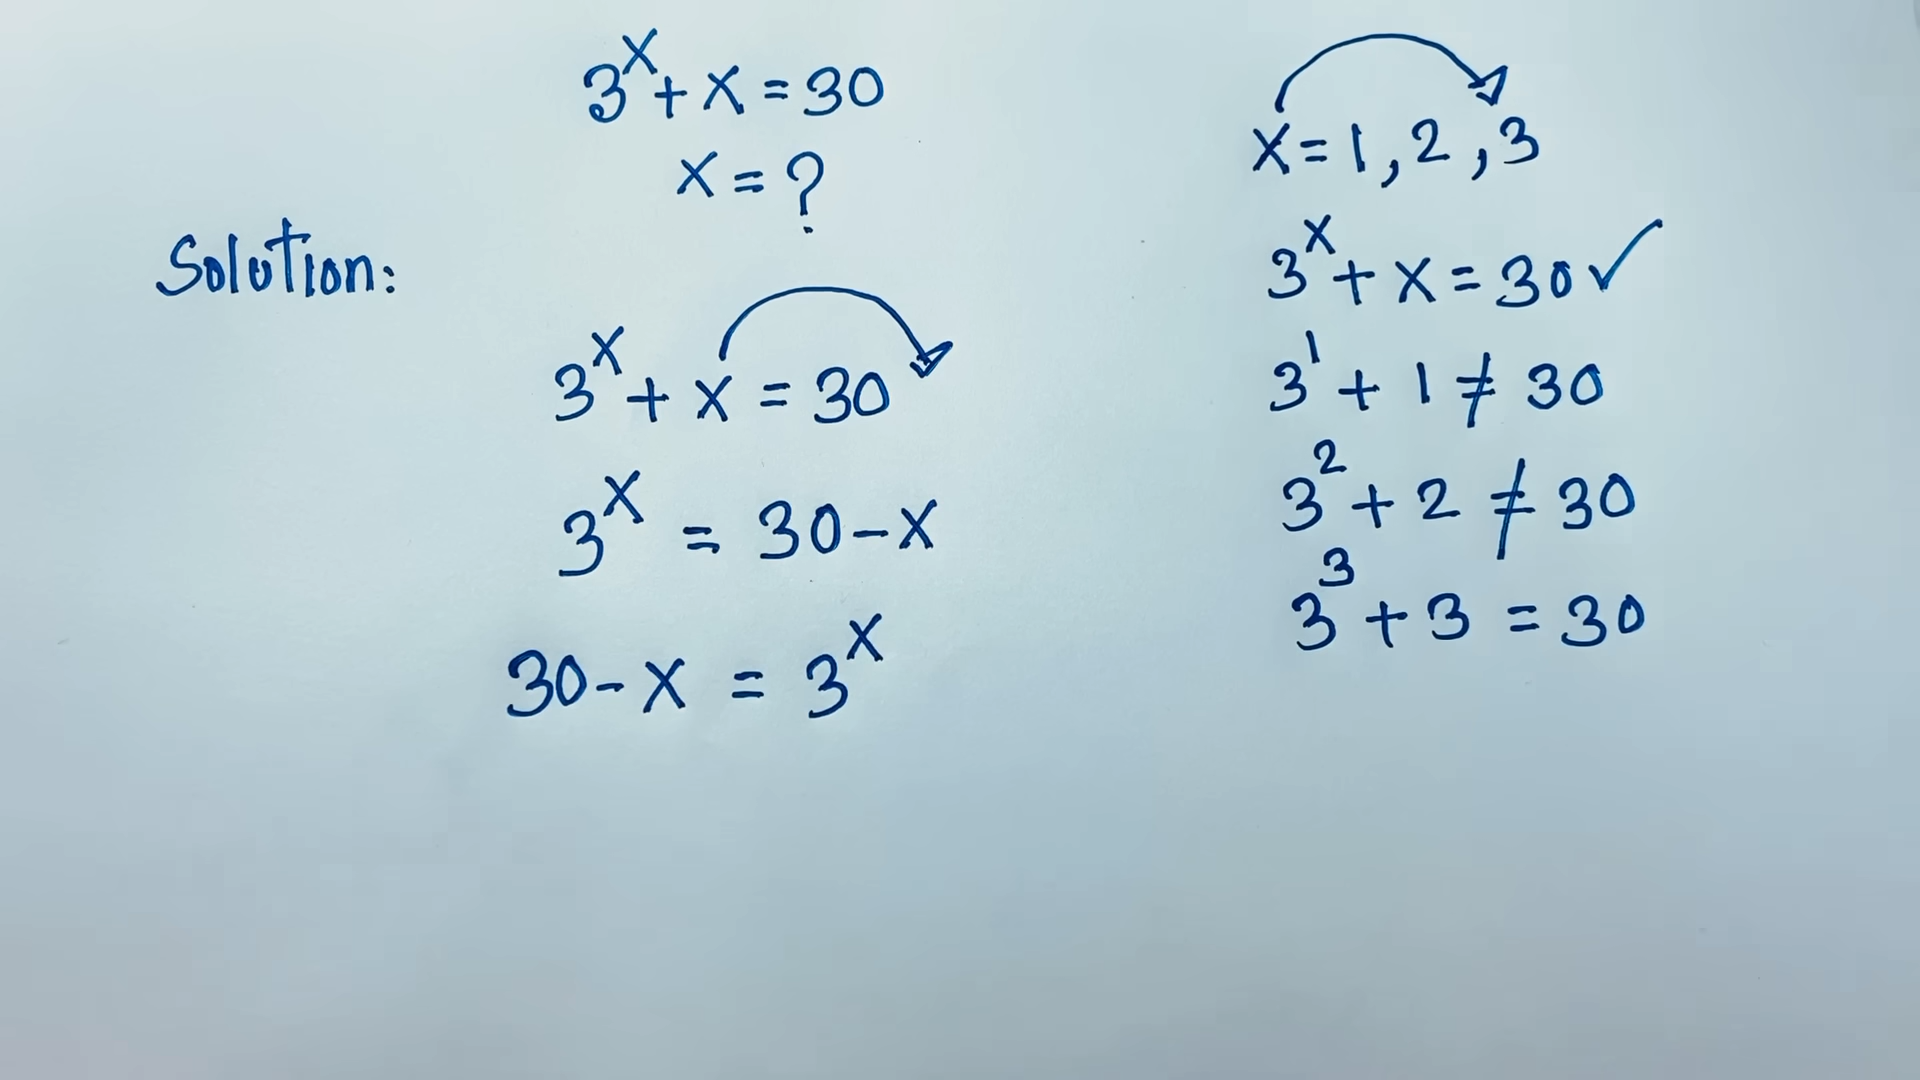 3^x + x = 30
x = ?
Solution:
3^x + x = 30
3^x = 30 - x
30 - x = 3^x
x = 1, 2, 3
3^x + x = 30 ✓
3^1 + 1 ≠ 30
3^2 + 2 ≠ 30
3^3 + 3 = 30